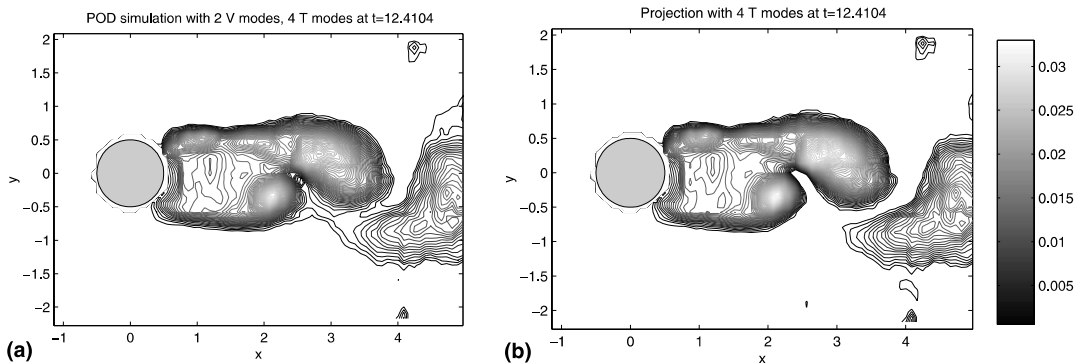 POD simulation with 2 V modes, 4 T modes at t=12.4104
2
1.5
1
0.5
0
−0.5
−1
−1.5
−2
y
−1 0 1 2 3 4
x
(a)
Projection with 4 T modes at t=12.4104
2
1.5
1
0.5
0
−0.5
−1
−1.5
−2
y
−1 0 1 2 3 4
x
(b)
0.03
0.025
0.02
0.015
0.01
0.005